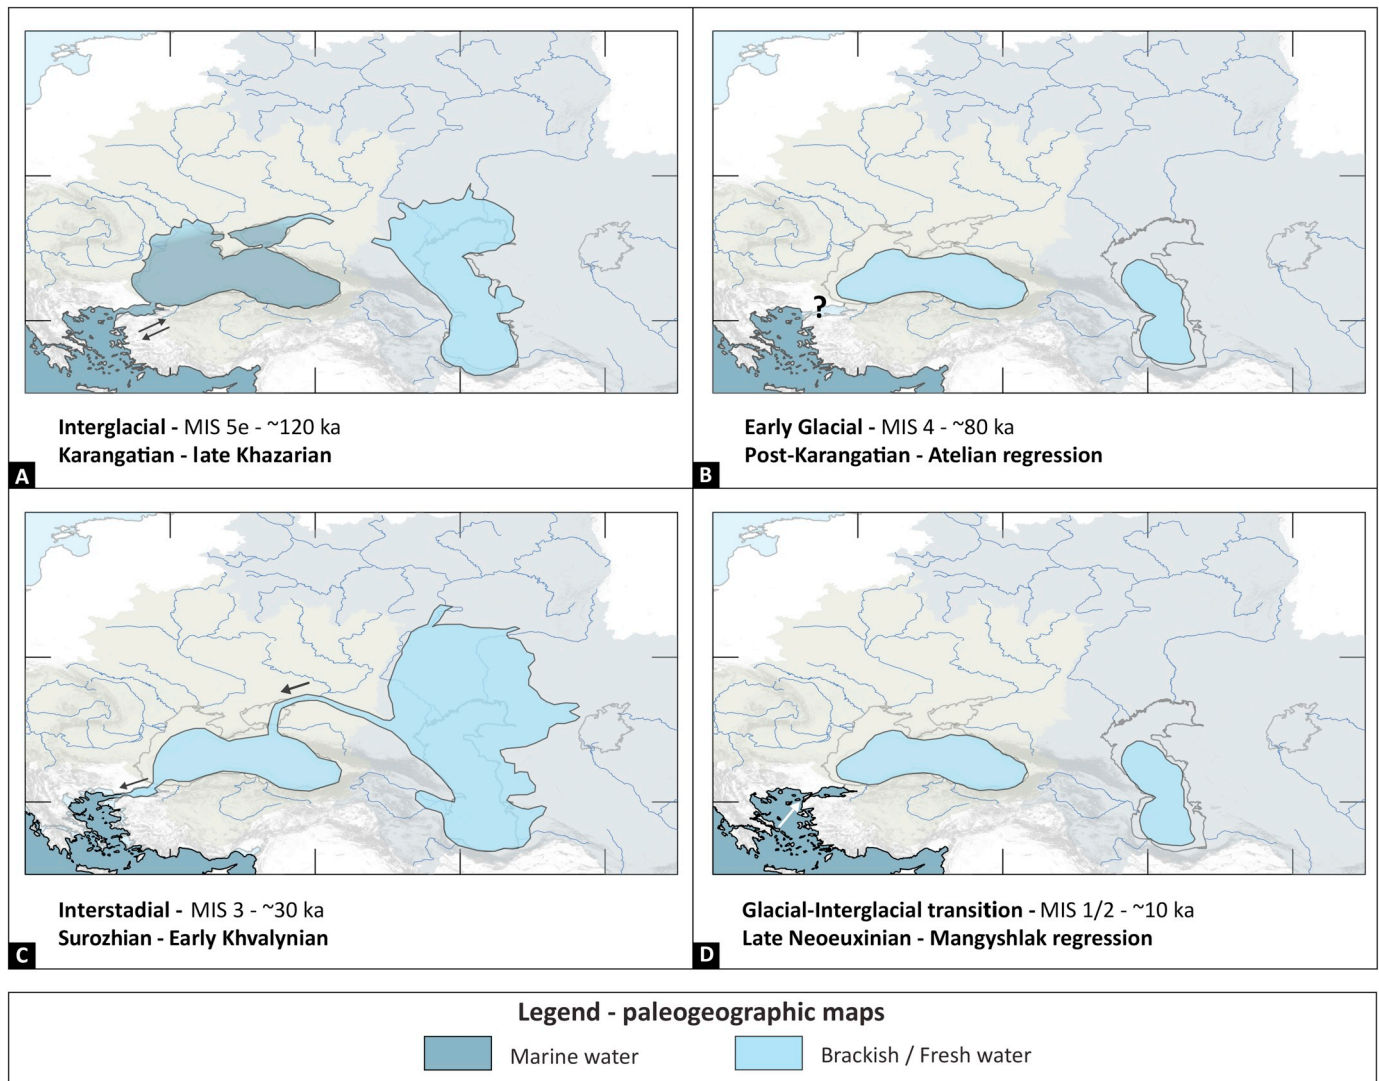 ?
Interglacial - MIS 5e - ~120 ka
Karangatian - late Khazarian
A
Early Glacial - MIS 4 - ~80 ka
Post-Karangatian - Atelian regression
B
Interstadial - MIS 3 - ~30 ka
Surozhian - Early Khvalynian
C
Glacial-Interglacial transition - MIS 1/2 - ~10 ka
Late Neoeuxinian - Mangyshlak regression
D
Legend - paleogeographic maps
Marine water
Brackish / Fresh water